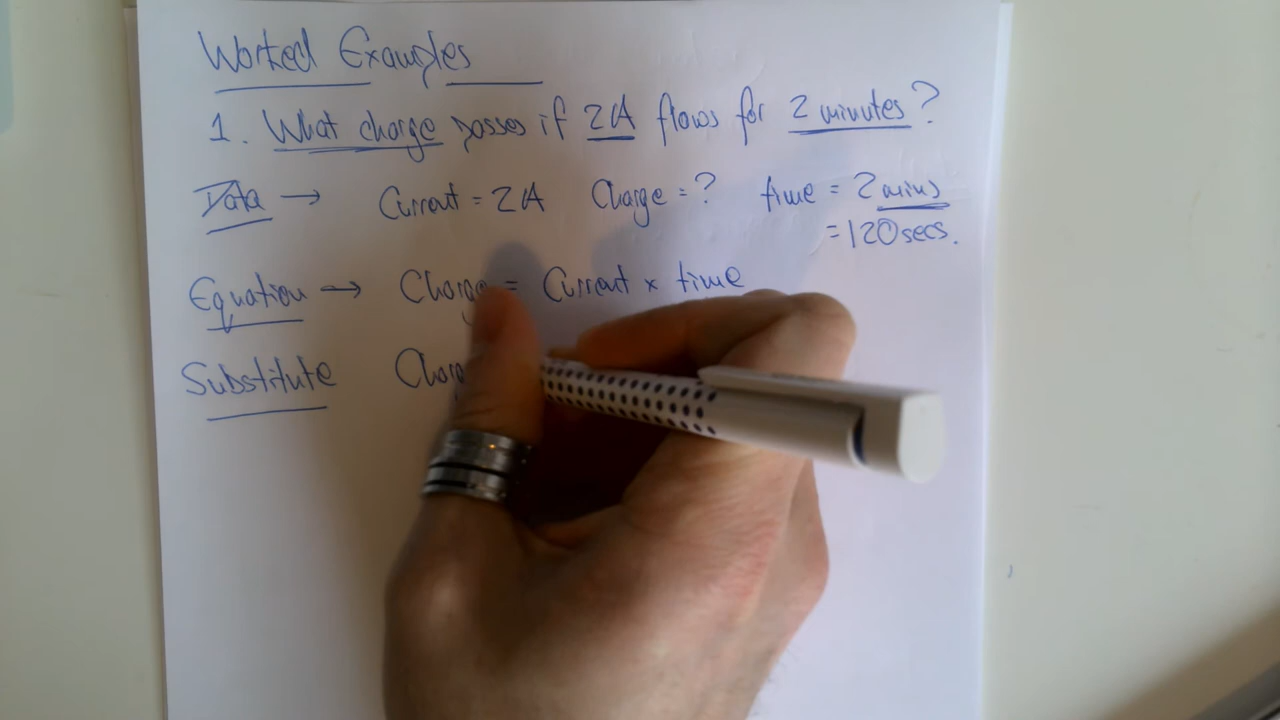 Worked Examples
1. What charge passes if 2A flows for 2 minutes?
Data → Current = 2A Charge = ? time = 2 mins
= 120 secs.
Equation → Charge = Current × time
Substitute